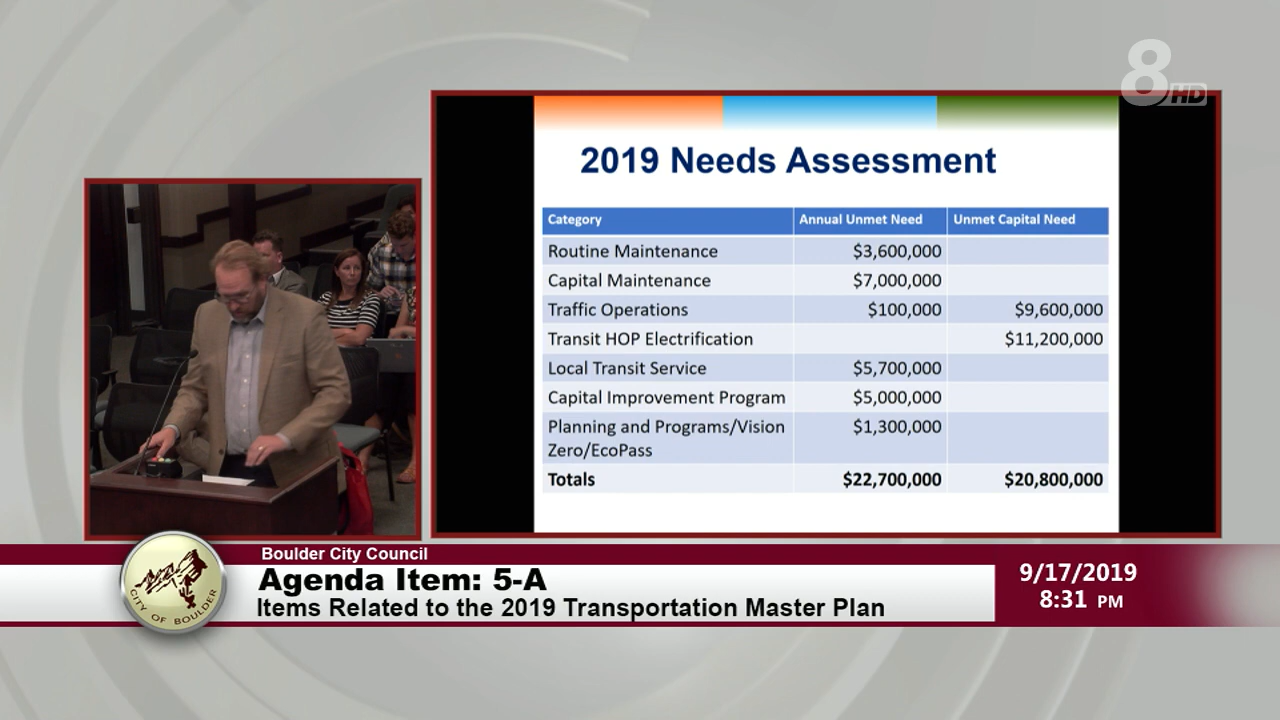 8
HD
2019 Needs Assessment
Category Annual Unmet Need Unmet Capital Need
Routine Maintenance $3,600,000
Capital Maintenance $7,000,000
Traffic Operations $100,000 $9,600,000
Transit HOP Electrification $11,200,000
Local Transit Service $5,700,000
Capital Improvement Program $5,000,000
Planning and Programs/Vision $1,300,000
Zero/EcoPass
Totals $22,700,000 $20,800,000
Boulder City Council
Agenda Item: 5-A
Items Related to the 2019 Transportation Master Plan
9/17/2019
8:31 PM
CITY OF BOULDER